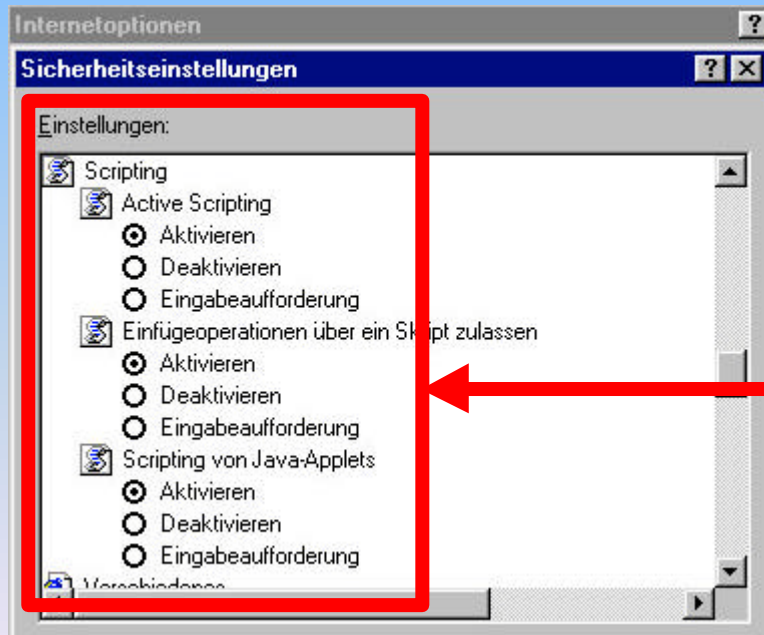 Internetoptionen
Sicherheitseinstellungen
Einstellungen:
Scripting
Active Scripting
Aktivieren
Deaktivieren
Eingabeaufforderung
Einfügeoperationen über ein Skript zulassen
Aktivieren
Deaktivieren
Eingabeaufforderung
Scripting von Java-Applets
Aktivieren
Deaktivieren
Eingabeaufforderung
Verschiedenes